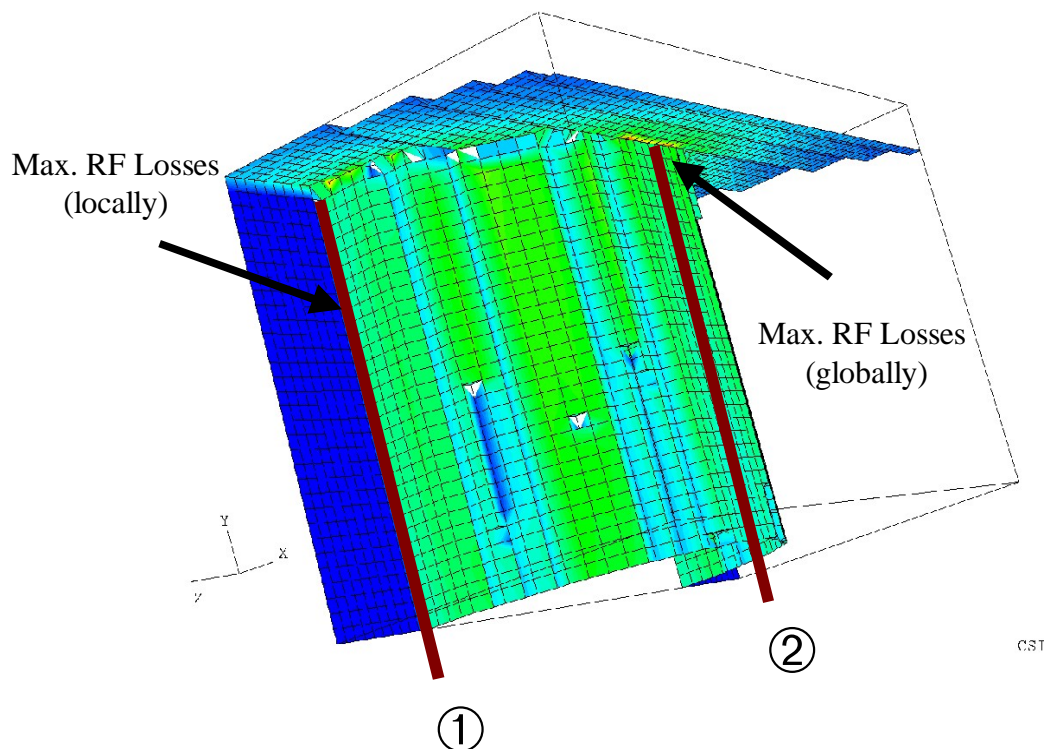 Max. RF Losses
(locally)
Max. RF Losses
(globally)
Y
X
Z
CST
②
①